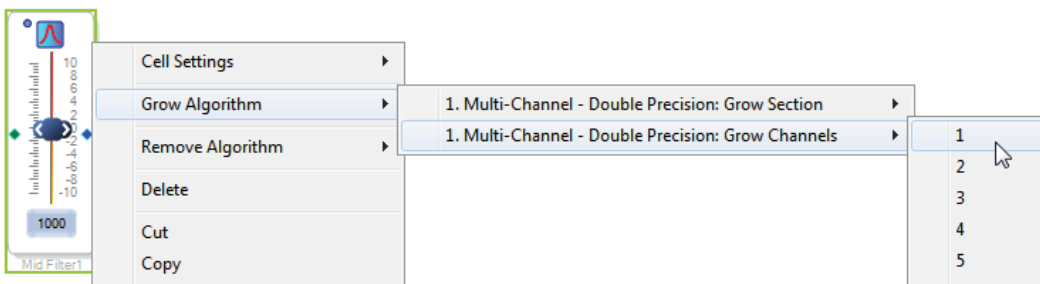 10
8
6
4
2
0
-2
-4
-6
-8
-10
1000
Mid Filter1
Cell Settings
Grow Algorithm
Remove Algorithm
Delete
Cut
Copy
1. Multi-Channel - Double Precision: Grow Section
1. Multi-Channel - Double Precision: Grow Channels
1
2
3
4
5